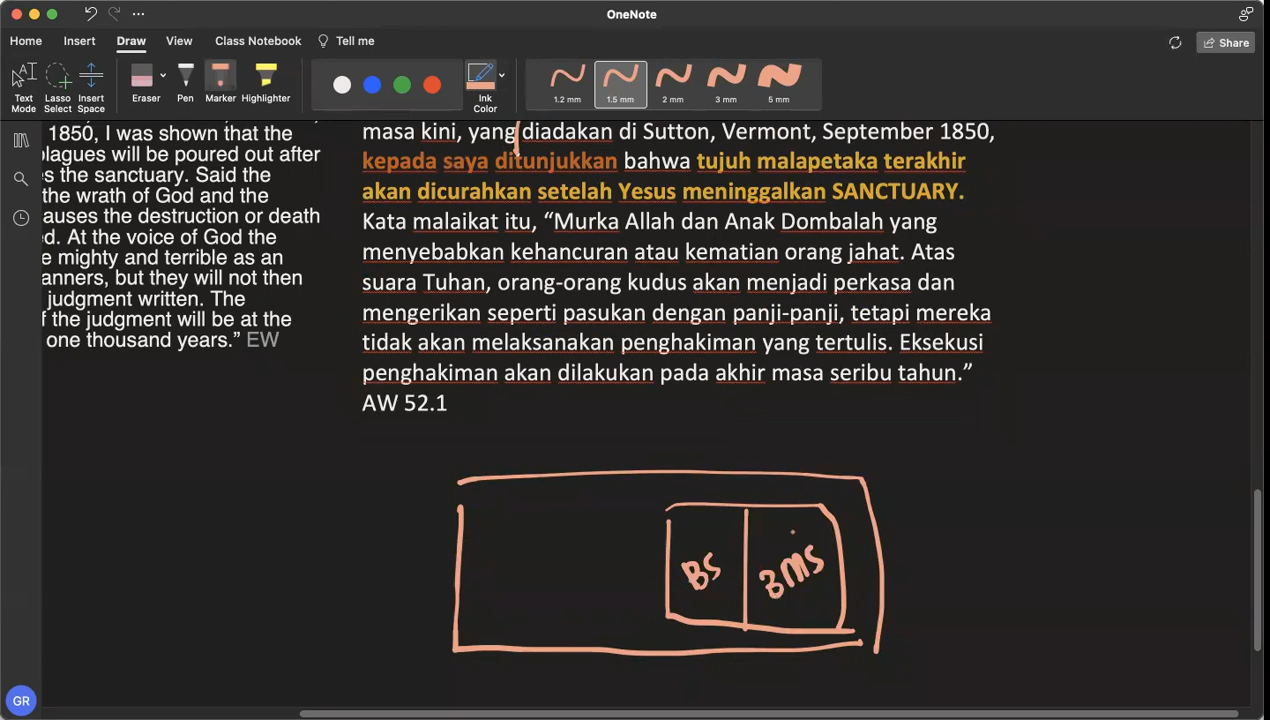 OneNote
Home Insert Draw View Class Notebook Tell me
Share
Text Mode
Lasso Select
Insert Space
Eraser
Pen
Marker
Highlighter
Ink Color
1.2 mm
1.5 mm
2 mm
3 mm
5 mm
1850, I was shown that the
plagues will be poured out after
s the sanctuary. Said the
the wrath of God and the
auses the destruction or death
ed. At the voice of God the
e mighty and terrible as an
anners, but they will not then
judgment written. The
f the judgment will be at the
one thousand years.” EW
masa kini, yang diadakan di Sutton, Vermont, September 1850,
kepada saya ditunjukkan bahwa tujuh malapetaka terakhir
akan dicurahkan setelah Yesus meninggalkan SANCTUARY.
Kata malaikat itu, “Murka Allah dan Anak Dombalah yang
menyebabkan kehancuran atau kematian orang jahat. Atas
suara Tuhan, orang-orang kudus akan menjadi perkasa dan
mengerikan seperti pasukan dengan panji-panji, tetapi mereka
tidak akan melaksanakan penghakiman yang tertulis. Eksekusi
penghakiman akan dilakukan pada akhir masa seribu tahun.”
AW 52.1
BS BMS
GR